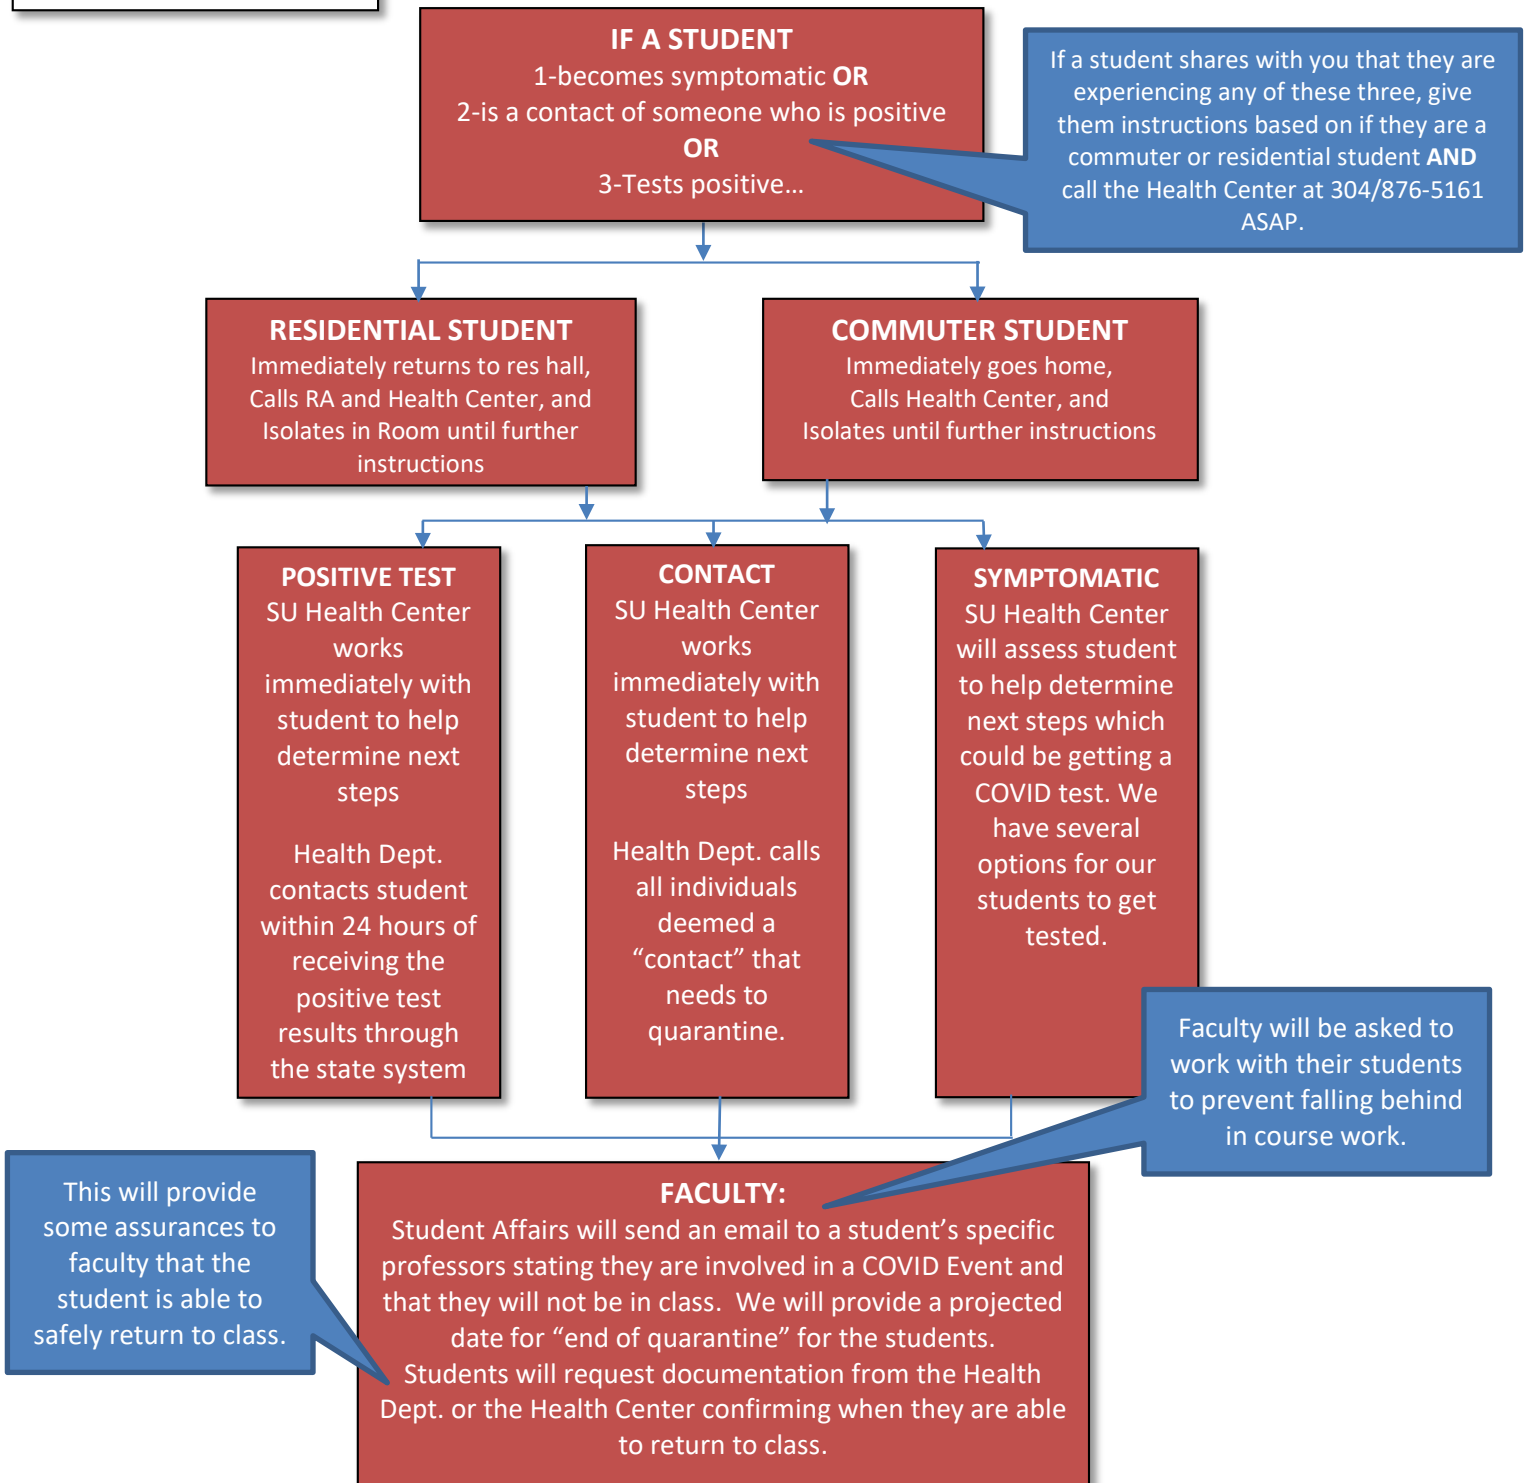 IF A STUDENT
1-becomes symptomatic OR
2-is a contact of someone who is positive
OR
3-Tests positive…
If a student shares with you that they are
experiencing any of these three, give
them instructions based on if they are a
commuter or residential student AND
call the Health Center at 304/876-5161
ASAP.
RESIDENTIAL STUDENT
Immediately returns to res hall,
Calls RA and Health Center, and
Isolates in Room until further
instructions
COMMUTER STUDENT
Immediately goes home,
Calls Health Center, and
Isolates until further instructions
POSITIVE TEST
SU Health Center
works
immediately with
student to help
determine next
steps
Health Dept.
contacts student
within 24 hours of
receiving the
positive test
results through
the state system
CONTACT
SU Health Center
works
immediately with
student to help
determine next
steps
Health Dept. calls
all individuals
deemed a
“contact” that
needs to
quarantine.
SYMPTOMATIC
SU Health Center
will assess student
to help determine
next steps which
could be getting a
COVID test. We
have several
options for our
students to get
tested.
Faculty will be asked to
work with their students
to prevent falling behind
in course work.
This will provide
some assurances to
faculty that the
student is able to
safely return to class.
FACULTY:
Student Affairs will send an email to a student’s specific
professors stating they are involved in a COVID Event and
that they will not be in class.  We will provide a projected
date for “end of quarantine” for the students.
Students will request documentation from the Health
Dept. or the Health Center confirming when they are able
to return to class.